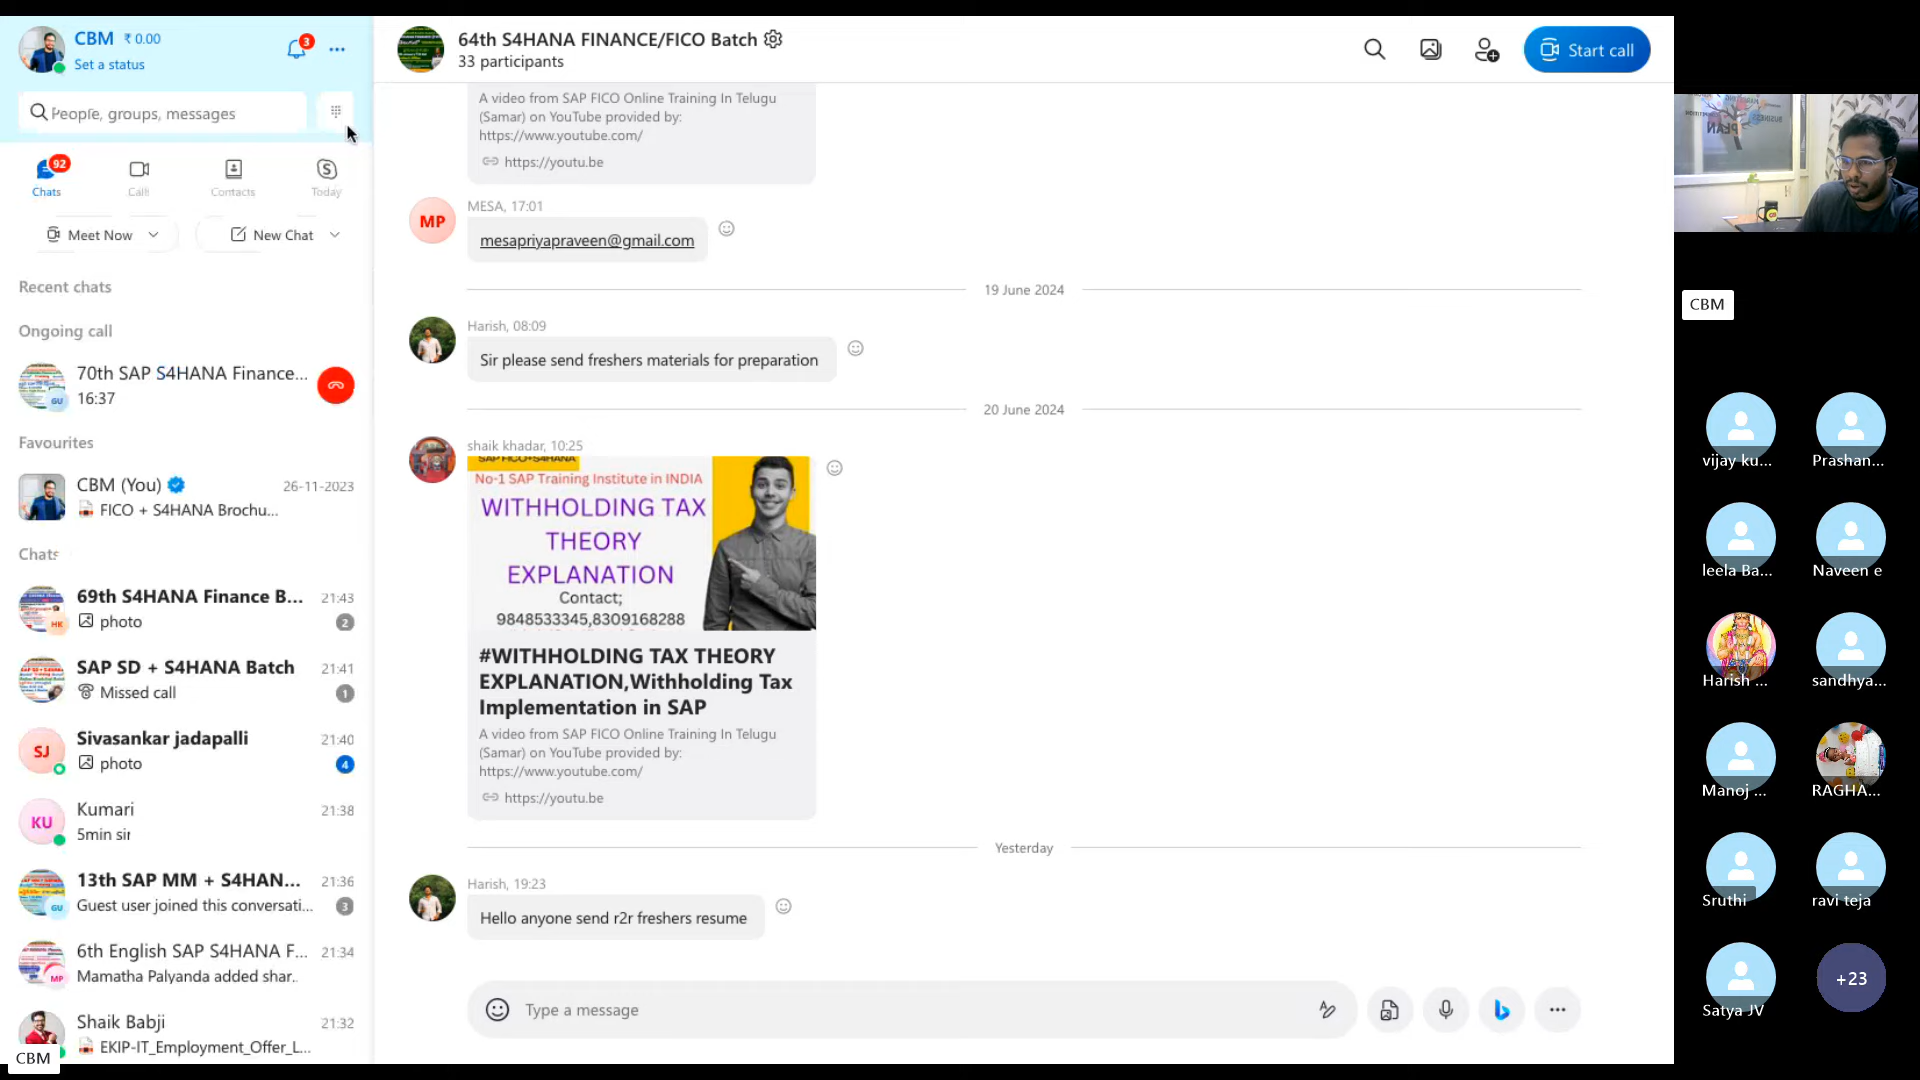 CBM ₹ 0.00
Set a status
3
People, groups, messages
Chats
92
Calls
Contacts
Today
Meet Now
New Chat
Recent chats
Ongoing call
70th SAP S4HANA Finance...
16:37
GU
Favourites
CBM (You)
26-11-2023
FICO + S4HANA Brochu...
Chats
69th S4HANA Finance B...
21:43
photo
2
HK
SAP SD + S4HANA Batch
21:41
Missed call
1
SJ
Sivasankar jadapalli
21:40
photo
4
KU
Kumari
21:38
5min sir
13th SAP MM + S4HAN...
21:36
Guest user joined this conversati...
3
GU
6th English SAP S4HANA F...
21:34
Mamatha Palyanda added shar..
MP
Shaik Babji
21:32
EKIP-IT_Employment_Offer_L...
CBM
64th S4HANA FINANCE/FICO Batch
33 participants
Start call
A video from SAP FICO Online Training In Telugu
(Samar) on YouTube provided by:
https://www.youtube.com/
https://youtu.be
MP
MESA, 17:01
mesapriyapraveen@gmail.com
19 June 2024
Harish, 08:09
Sir please send freshers materials for preparation
20 June 2024
shaik khadar, 10:25
SAP FICO+S4HANA
No-1 SAP Training Institute in INDIA
WITHHOLDING TAX
THEORY
EXPLANATION
Contact;
9848533345,8309168288
#WITHHOLDING TAX THEORY
EXPLANATION,Withholding Tax
Implementation in SAP
A video from SAP FICO Online Training In Telugu
(Samar) on YouTube provided by:
https://www.youtube.com/
https://youtu.be
Yesterday
Harish, 19:23
Hello anyone send r2r freshers resume
Type a message
PLAN
CBM
vijay ku...
Prashan...
leela Ba...
Naveen e
Harish ...
sandhya...
Manoj ...
RAGHA...
Sruthi
ravi teja
Satya JV
+23